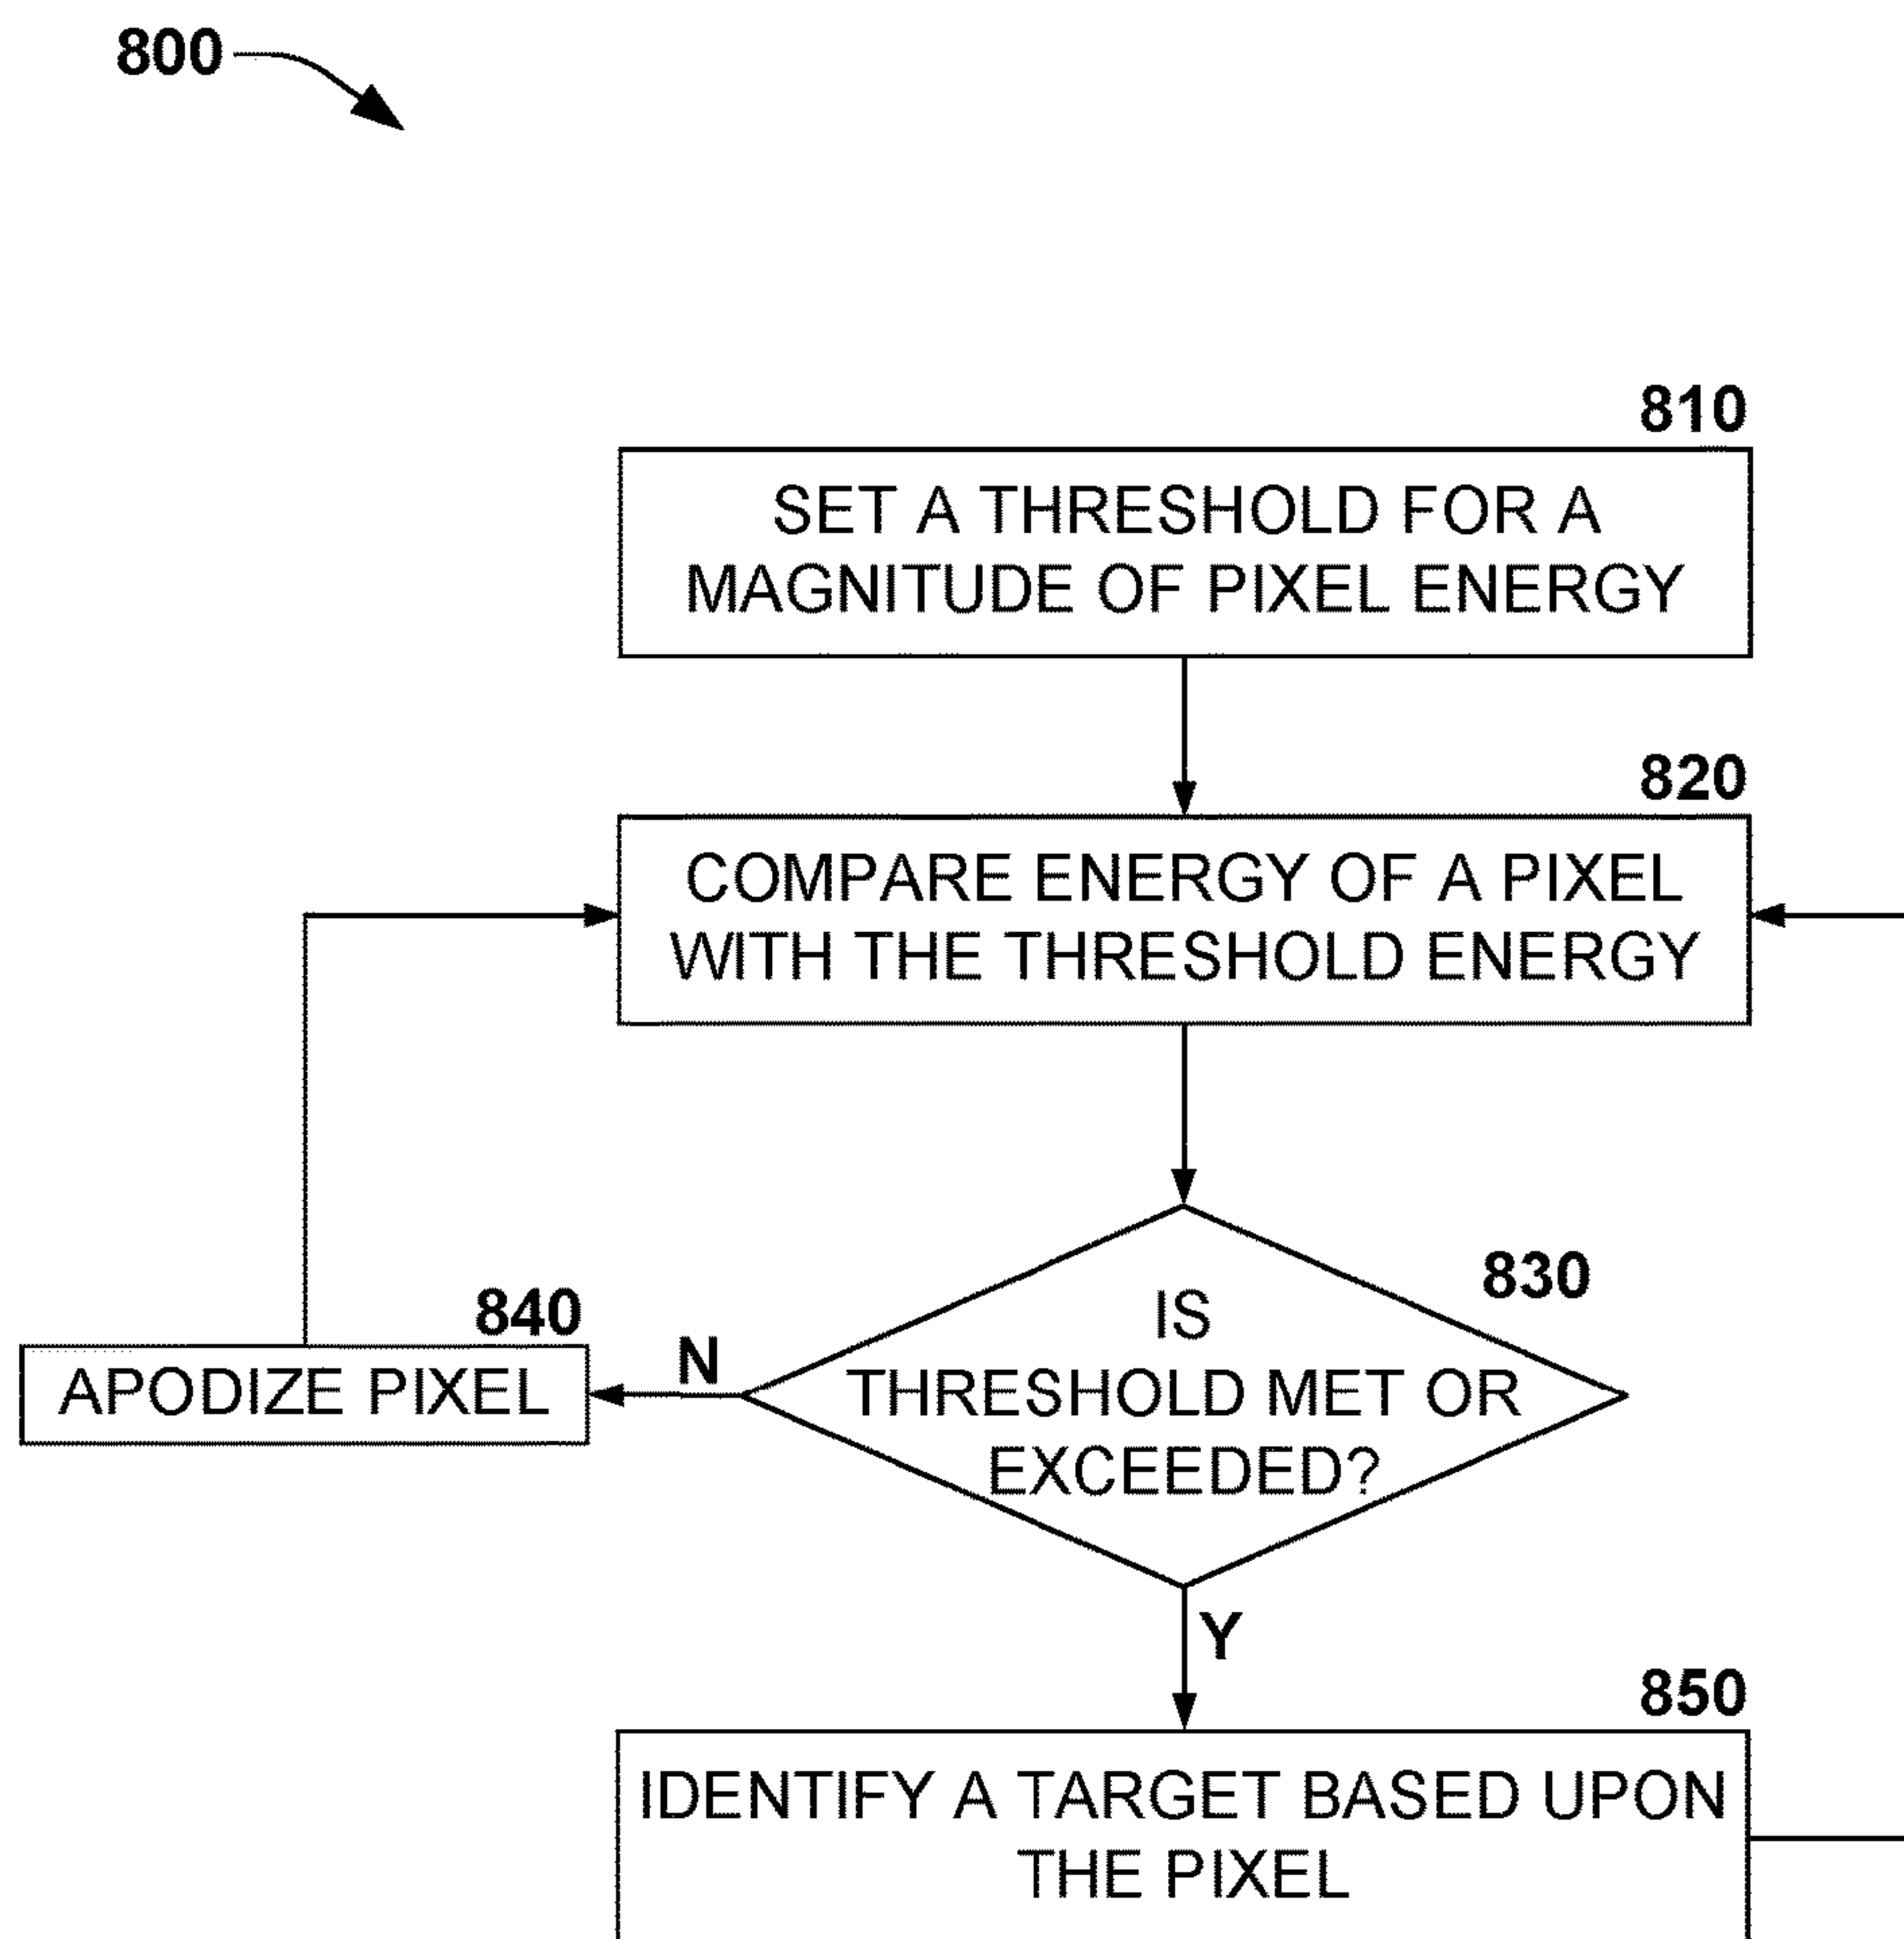 800
810
SET A THRESHOLD FOR A
MAGNITUDE OF PIXEL ENERGY
820
COMPARE ENERGY OF A PIXEL
WITH THE THRESHOLD ENERGY
830
IS
THRESHOLD MET OR
EXCEEDED?
840
N
APODIZE PIXEL
Y
850
IDENTIFY A TARGET BASED UPON
THE PIXEL